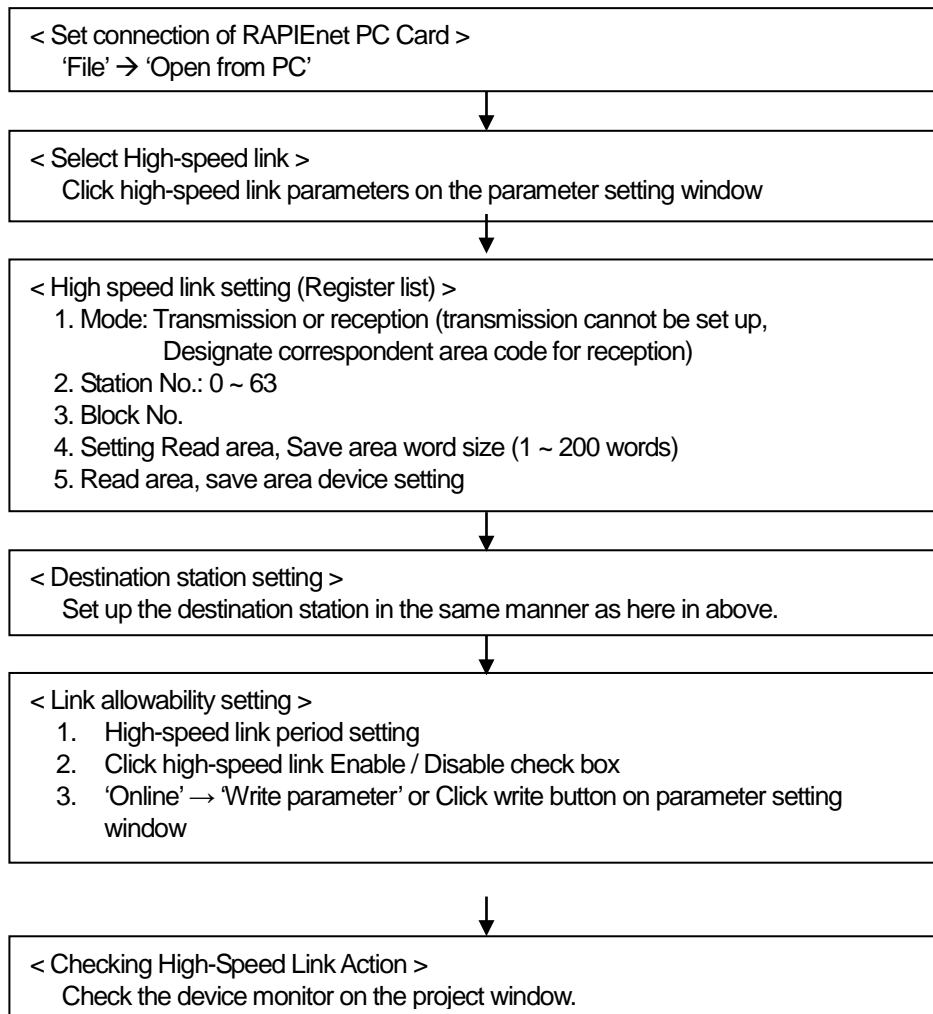 < Set connection of RAPIEnet PC Card >
‘File’ → ‘Open from PC’
< Select High-speed link >
Click high-speed link parameters on the parameter setting window
< High speed link setting (Register list) >
1. Mode: Transmission or reception (transmission cannot be set up,
Designate correspondent area code for reception)
2. Station No.: 0 ~ 63
3. Block No.
4. Setting Read area, Save area word size (1 ~ 200 words)
5. Read area, save area device setting
< Destination station setting >
Set up the destination station in the same manner as here in above.
< Link allowability setting >
1. High-speed link period setting
2. Click high-speed link Enable / Disable check box
3. ‘Online’ → ‘Write parameter’ or Click write button on parameter setting
window
< Checking High-Speed Link Action >
Check the device monitor on the project window.